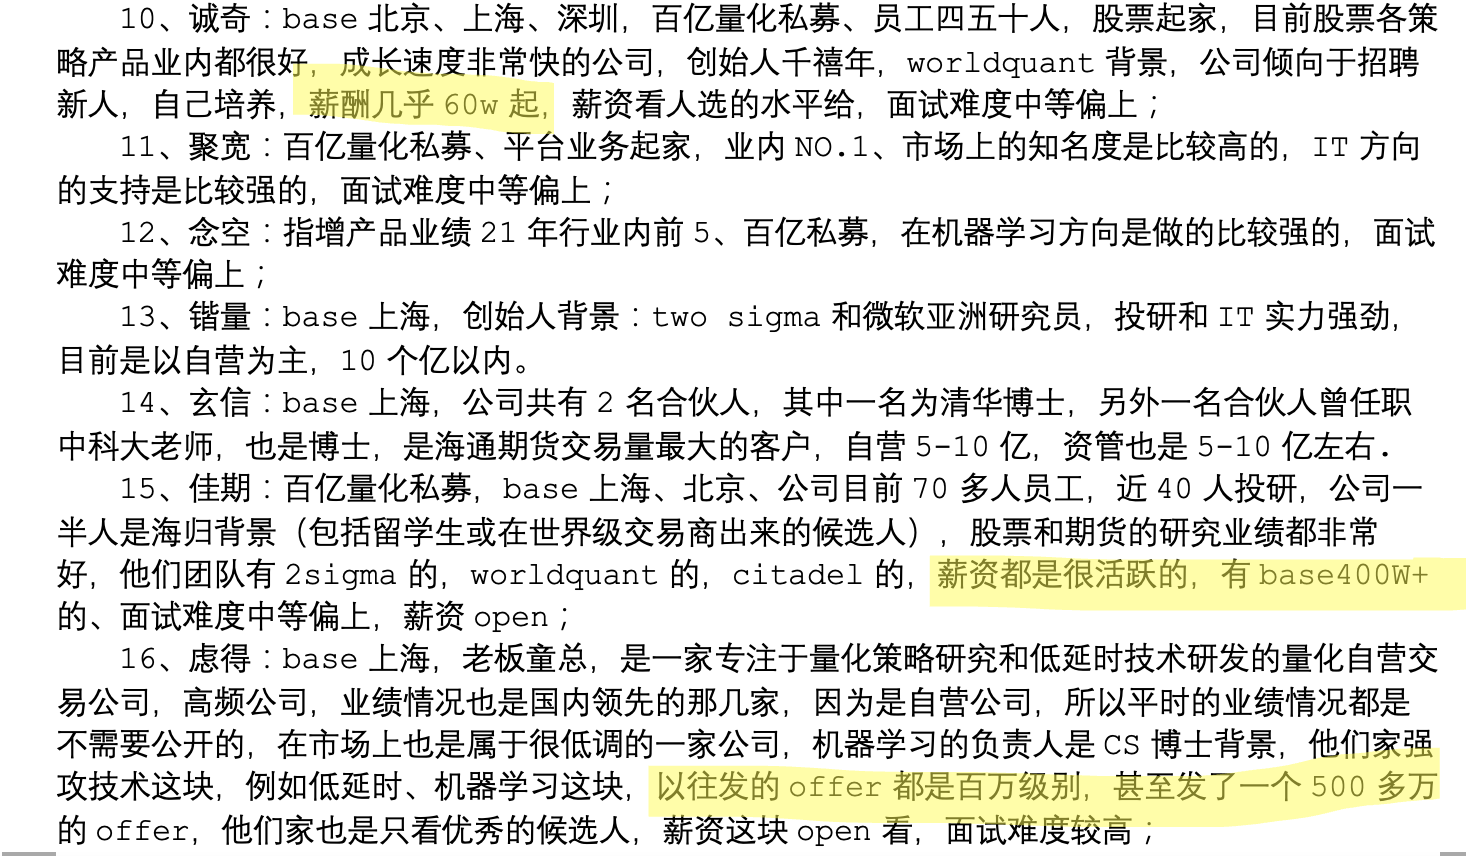 10、诚奇：base 北京、上海、深圳，百亿量化私募、员工四五十人，股票起家，目前股票各策
略产品业内都很好，成长速度非常快的公司，创始人千禧年，worldquant 背景，公司倾向于招聘
新人，自己培养，薪酬几乎 60w 起，薪资看人选的水平给，面试难度中等偏上；
11、聚宽：百亿量化私募、平台业务起家，业内 NO.1、市场上的知名度是比较高的，IT 方向
的支持是比较强的，面试难度中等偏上；
12、念空：指增产品业绩 21 年行业内前 5、百亿私募，在机器学习方向是做的比较强的，面试
难度中等偏上；
13、锴量：base 上海，创始人背景：two sigma 和微软亚洲研究员，投研和 IT 实力强劲，
目前是以自营为主，10 个亿以内。
14、玄信：base 上海，公司共有 2 名合伙人，其中一名为清华博士，另外一名合伙人曾任职
中科大老师，也是博士，是海通期货交易量最大的客户，自营 5-10 亿，资管也是 5-10 亿左右.
15、佳期：百亿量化私募，base 上海、北京、公司目前 70 多人员工，近 40 人投研，公司一
半人是海归背景（包括留学生或在世界级交易商出来的候选人），股票和期货的研究业绩都非常
好，他们团队有 2sigma 的，worldquant 的，citadel 的，薪资都是很活跃的，有 base400W+
的、面试难度中等偏上，薪资 open；
16、虑得：base 上海，老板童总，是一家专注于量化策略研究和低延时技术研发的量化自营交
易公司，高频公司，业绩情况也是国内领先的那几家，因为是自营公司，所以平时的业绩情况都是
不需要公开的，在市场上也是属于很低调的一家公司，机器学习的负责人是 CS 博士背景，他们家强
攻技术这块，例如低延时、机器学习这块，以往发的 offer 都是百万级别，甚至发了一个 500 多万
的 offer，他们家也是只看优秀的候选人，薪资这块 open 看，面试难度较高；